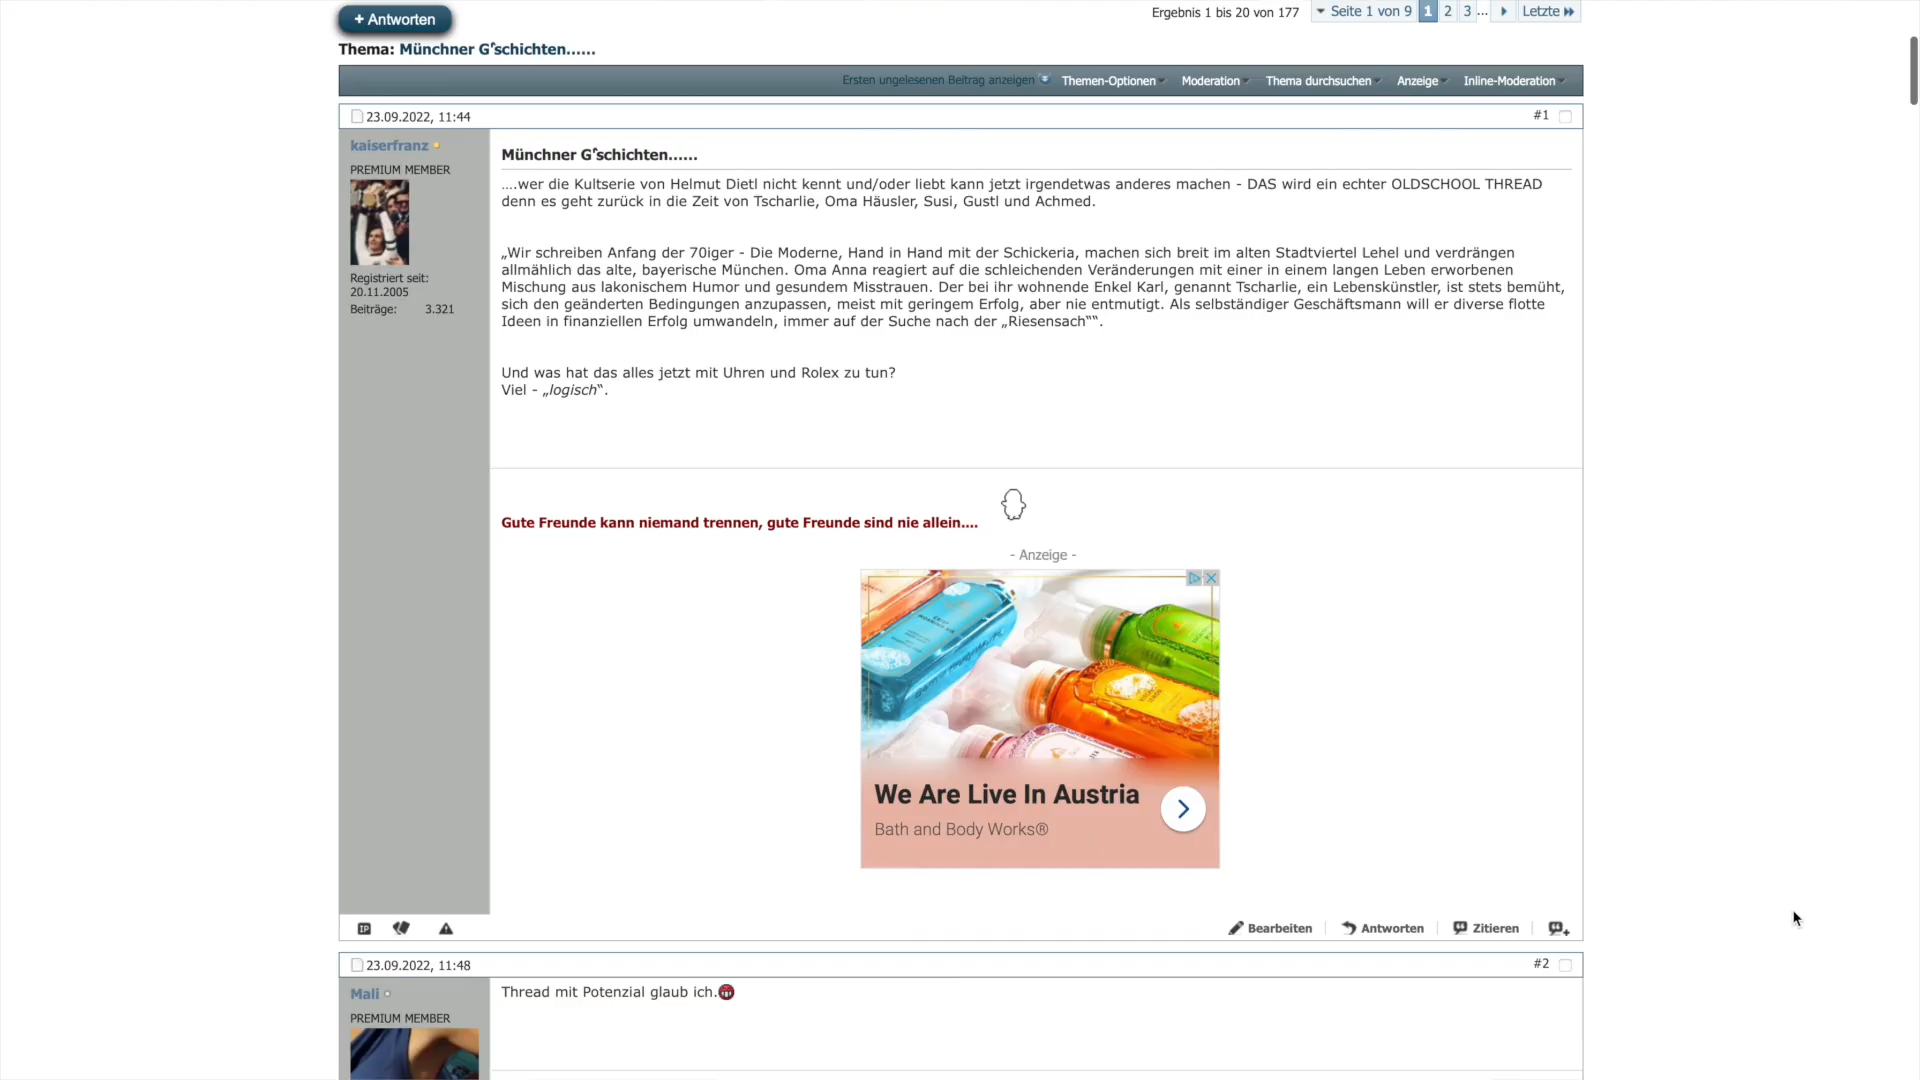 + Antworten
Ergebnis 1 bis 20 von 177
Seite 1 von 9 1 2 3 ... Letzte
Thema: Münchner G'schichten......
Ersten ungelesenen Beitrag anzeigen Themen-Optionen Moderation Thema durchsuchen Anzeige Inline-Moderation
23.09.2022, 11:44 #1
kaiserfranz
PREMIUM MEMBER
Registriert seit:
20.11.2005
Beiträge: 3.321
Münchner G'schichten......
....wer die Kultserie von Helmut Dietl nicht kennt und/oder liebt kann jetzt irgendetwas anderes machen - DAS wird ein echter OLDSCHOOL THREAD
denn es geht zurück in die Zeit von Tscharlie, Oma Häusler, Susi, Gustl und Achmed.
„Wir schreiben Anfang der 70iger - Die Moderne, Hand in Hand mit der Schickeria, machen sich breit im alten Stadtviertel Lehel und verdrängen
allmählich das alte, bayerische München. Oma Anna reagiert auf die schleichenden Veränderungen mit einer in einem langen Leben erworbenen
Mischung aus lakonischem Humor und gesundem Misstrauen. Der bei ihr wohnende Enkel Karl, genannt Tscharlie, ein Lebenskünstler, ist stets bemüht,
sich den geänderten Bedingungen anzupassen, meist mit geringem Erfolg, aber nie entmutigt. Als selbständiger Geschäftsmann will er diverse flotte
Ideen in finanziellen Erfolg umwandeln, immer auf der Suche nach der „Riesensach““.
Und was hat das alles jetzt mit Uhren und Rolex zu tun?
Viel - „logisch“.
Gute Freunde kann niemand trennen, gute Freunde sind nie allein....
- Anzeige -
We Are Live In Austria
Bath and Body Works®
IP
Bearbeiten Antworten Zitieren
23.09.2022, 11:48 #2
Mali
PREMIUM MEMBER
Thread mit Potenzial glaub ich.